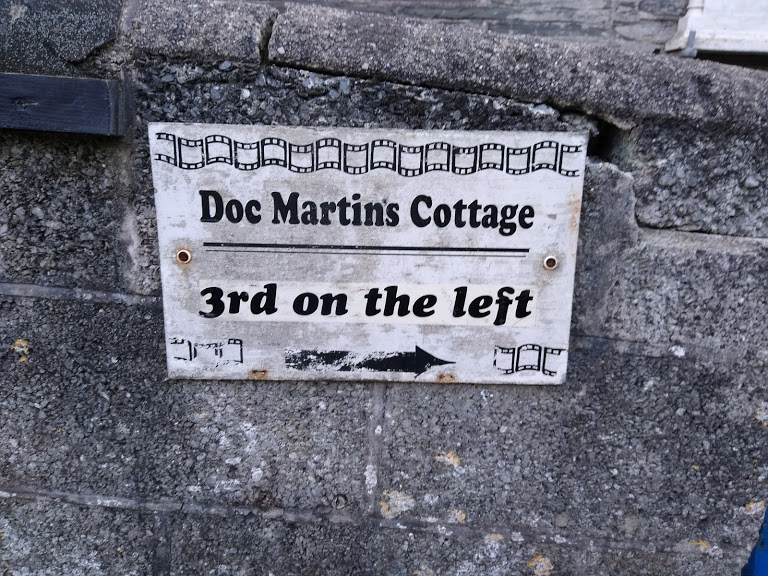 Doc Martins Cottage
3rd on the left